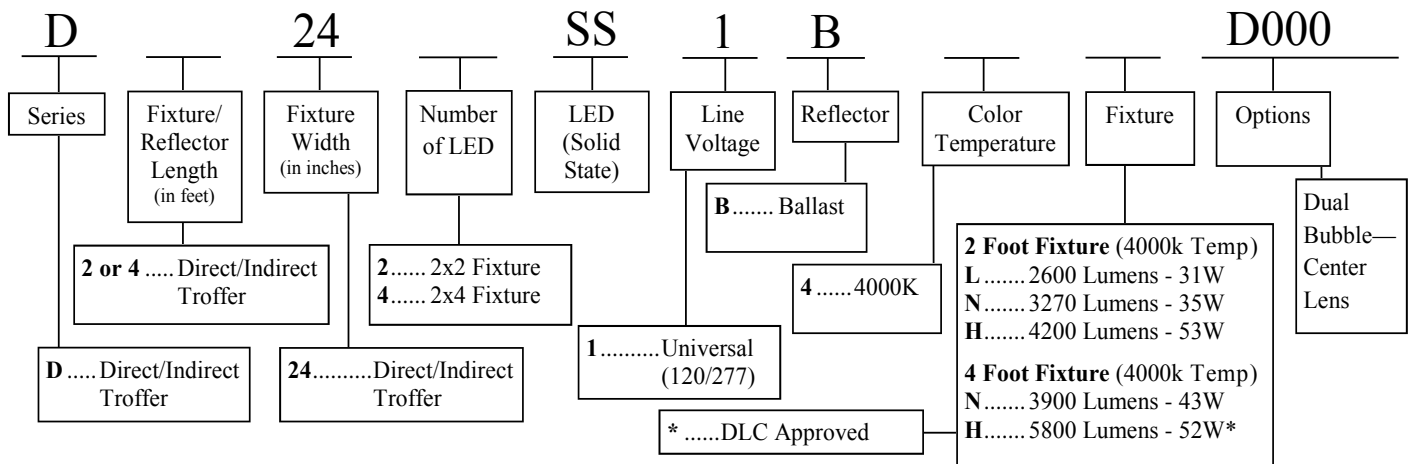 D 24 SS 1 B D000
Series
Fixture/
Reflector
Length
(in feet)
Fixture
Width
(in inches)
Number
of LED
LED
(Solid
State)
Line
Voltage
Reflector
Color
Temperature
Fixture
Options
B....... Ballast
Dual
Bubble—
Center
Lens
2 or 4 ..... Direct/Indirect
Troffer
2...... 2x2 Fixture
4...... 2x4 Fixture
4 ......4000K
2 Foot Fixture (4000k Temp)
L ....... 2600 Lumens - 31W
N ....... 3270 Lumens - 35W
H ....... 4200 Lumens - 53W
4 Foot Fixture (4000k Temp)
N ....... 3900 Lumens - 43W
H ....... 5800 Lumens - 52W*
D ..... Direct/Indirect
Troffer
24.......... Direct/Indirect
Troffer
1.......... Universal
(120/277)
* ......DLC Approved